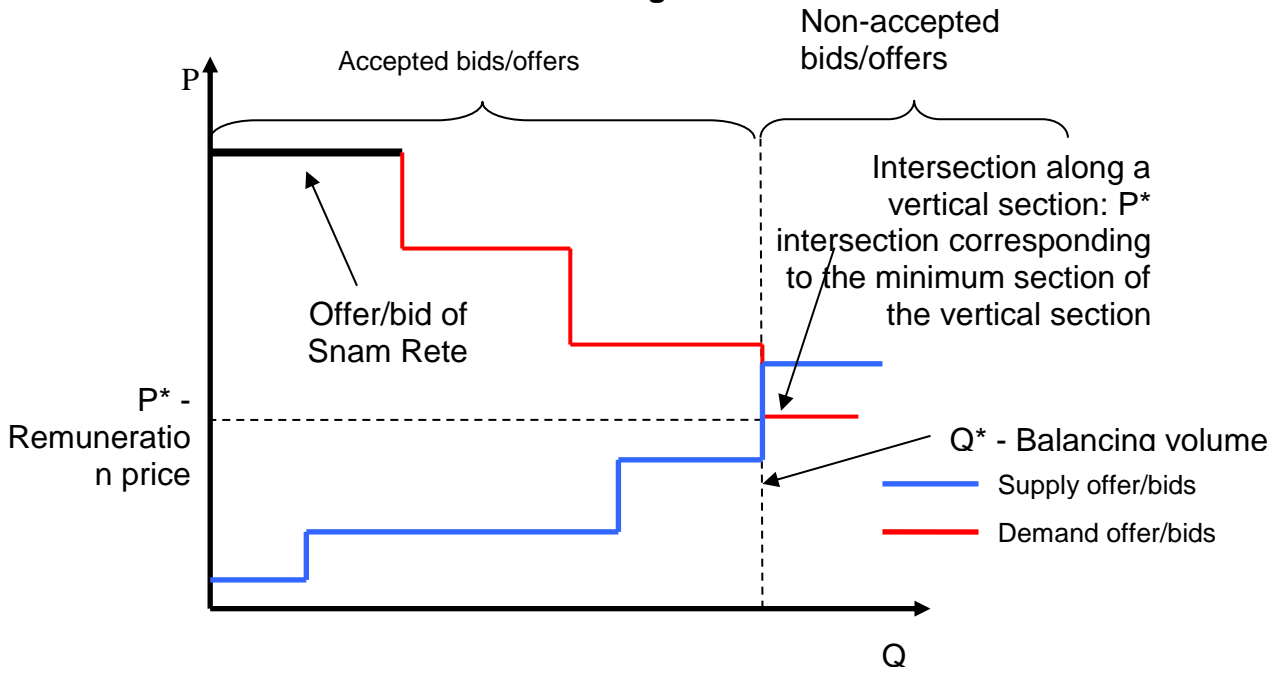 Non-accepted
bids/offers
Accepted bids/offers
P
Intersection along a
vertical section: P*
intersection corresponding
to the minimum section of
the vertical section
Offer/bid of
Snam Rete
P* -
Remuneratio
n price
Q* - Balancing volume
Supply offer/bids
Demand offer/bids
Q